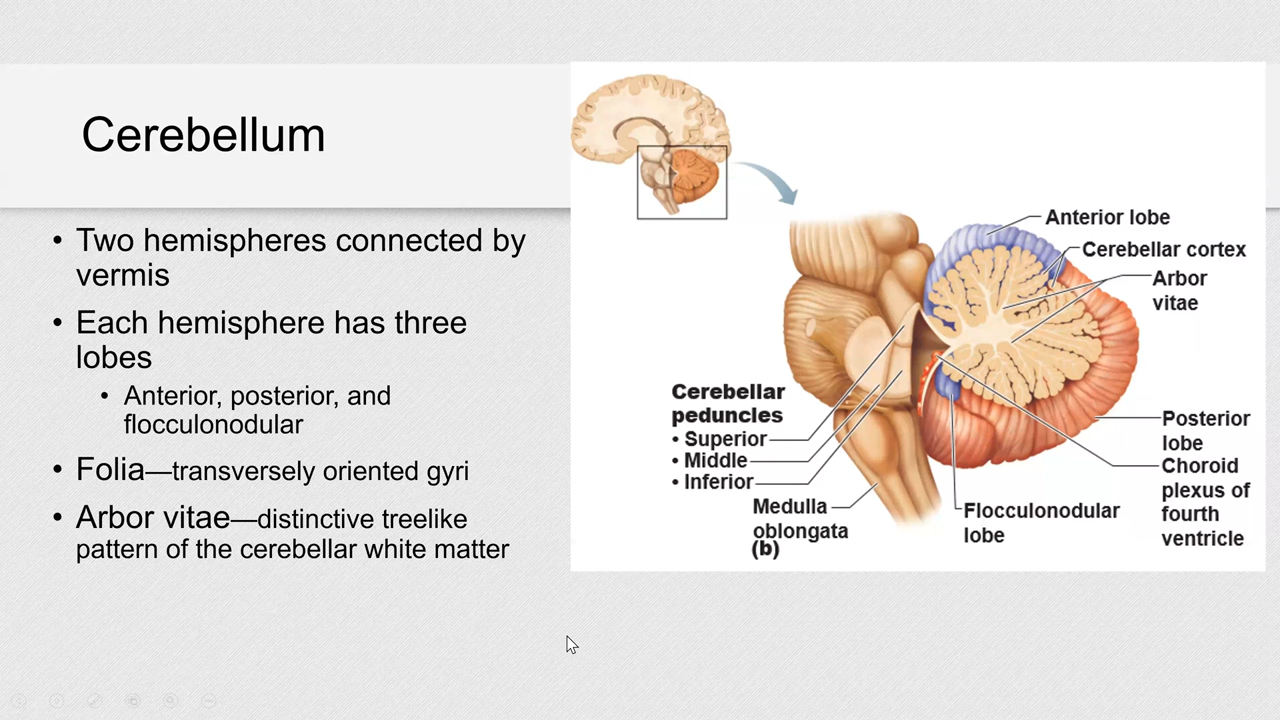 Cerebellum
• Two hemispheres connected by
vermis
• Each hemisphere has three
lobes
• Anterior, posterior, and
flocculonodular
• Folia—transversely oriented gyri
• Arbor vitae—distinctive treelike
pattern of the cerebellar white matter
Anterior lobe
Cerebellar cortex
Arbor
vitae
Cerebellar
peduncles
• Superior
• Middle
• Inferior
Medulla
oblongata
(b)
Flocculonodular
lobe
Posterior
lobe
Choroid
plexus of
fourth
ventricle